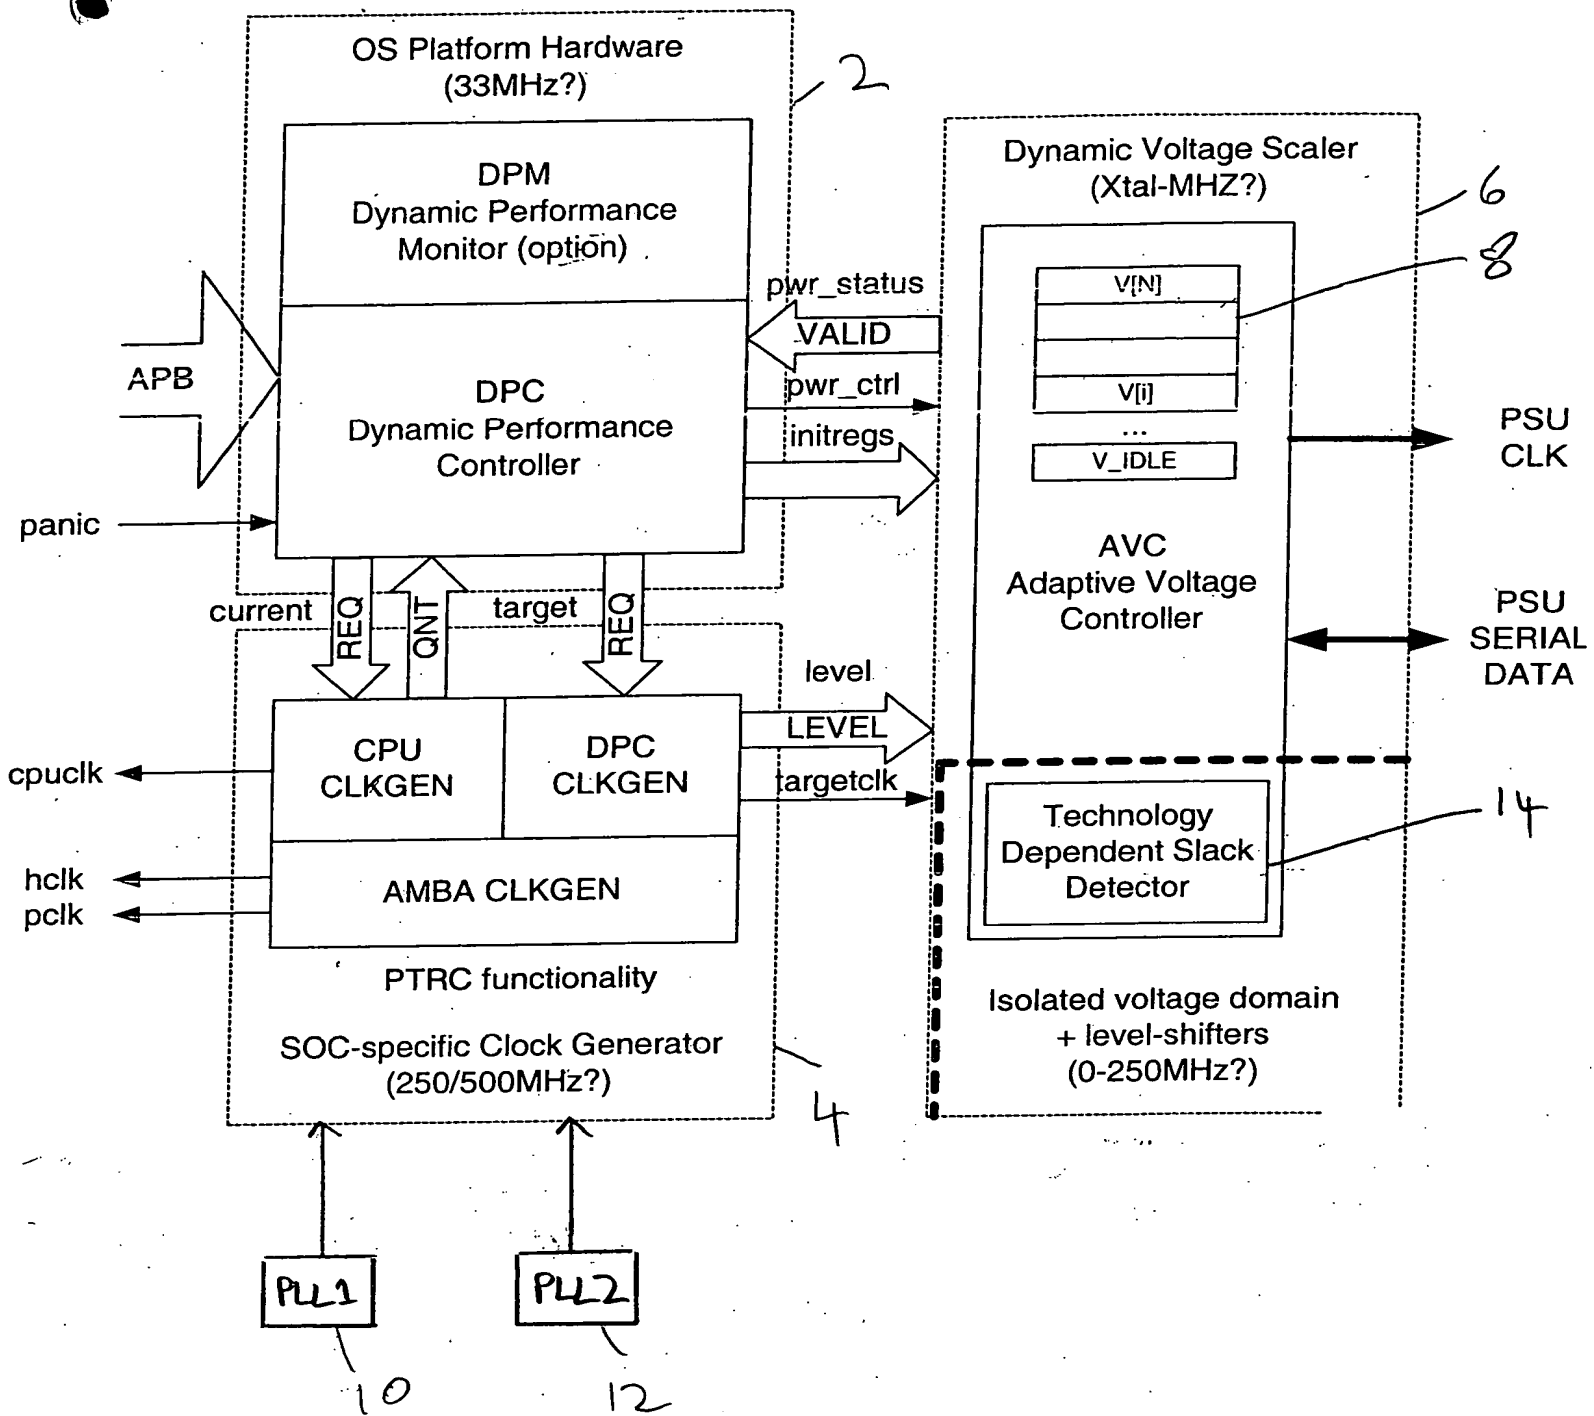 OS Platform Hardware
(33MHz?)
2
DPM
Dynamic Performance
Monitor (option)
APB
DPC
Dynamic Performance
Controller
panic
pwr_status
VALID
pwr_ctrl
initregs
current
REQ
QNT
target
REQ
level
LEVEL
targetclk
CPU
CLKGEN
DPC
CLKGEN
AMBA CLKGEN
cpuclk
hclk
pclk
PTRC functionality
SOC-specific Clock Generator
(250/500MHz?)
4
PLL1
10
PLL2
12
Dynamic Voltage Scaler
(Xtal-MHZ?)
6
8
V[N]
V[i]
...
V_IDLE
AVC
Adaptive Voltage
Controller
PSU
CLK
PSU
SERIAL
DATA
Technology
Dependent Slack
Detector
14
Isolated voltage domain
+ level-shifters
(0-250MHz?)